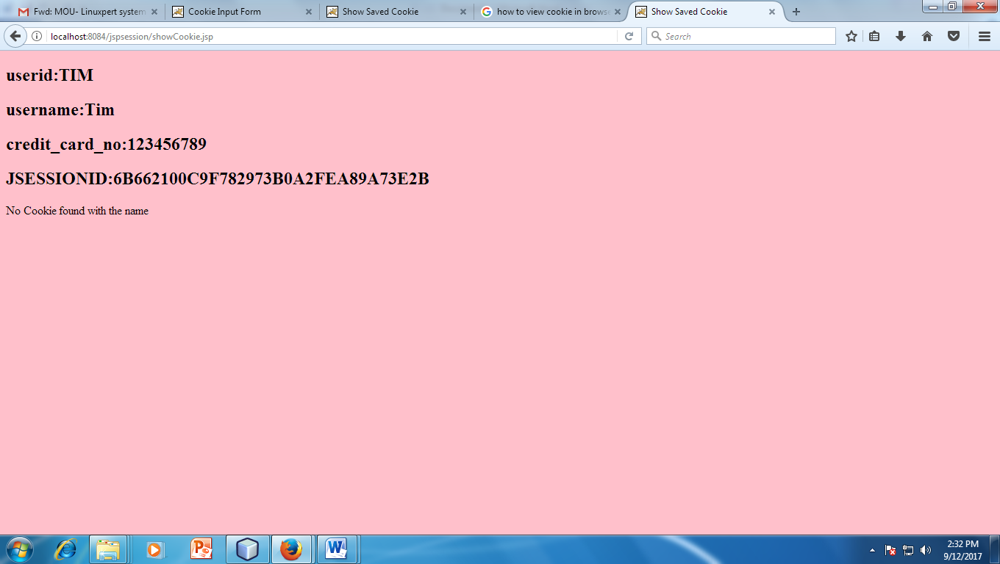 Fwd: MOU- Linuxpert system
Cookie Input Form
Show Saved Cookie
how to view cookie in browse
Show Saved Cookie
localhost:8084/jspsession/showCookie.jsp
Search
userid:TIM
username:Tim
credit_card_no:123456789
JSESSIONID:6B662100C9F782973B0A2FEA89A73E2B
No Cookie found with the name
2:32 PM
9/12/2017